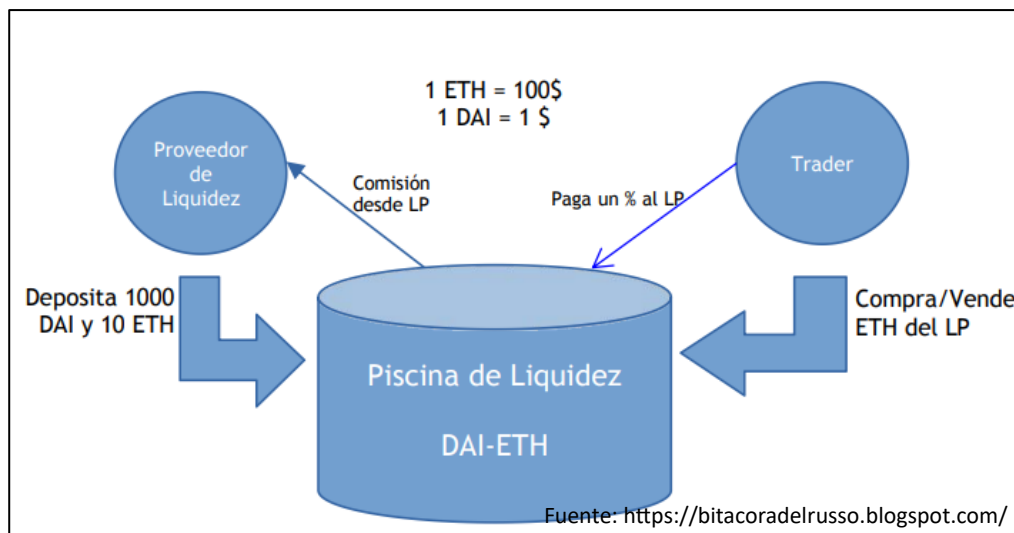 1 ETH = 100$
1 DAI = 1 $
Proveedor
de
Liquidez
Trader
Comisión
desde LP
Paga un % al LP
Deposita 1000
DAI y 10 ETH
Compra/Vende
ETH del LP
Piscina de Liquidez
DAI-ETH
Fuente: https://bitacoradelrusso.blogspot.com/